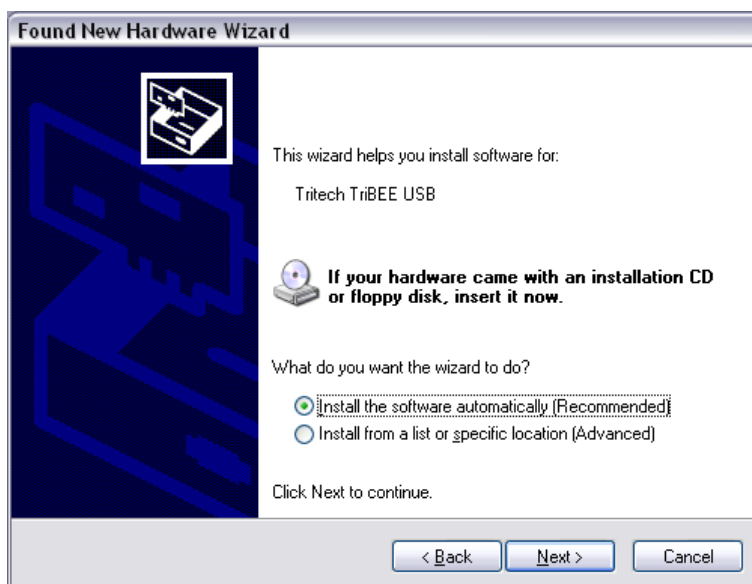 Found New Hardware Wizard
This wizard helps you install software for:
Tritech TriBEE USB
If your hardware came with an installation CD
or floppy disk, insert it now.
What do you want the wizard to do?
Install the software automatically (Recommended)
Install from a list or specific location (Advanced)
Click Next to continue.
< Back
Next >
Cancel